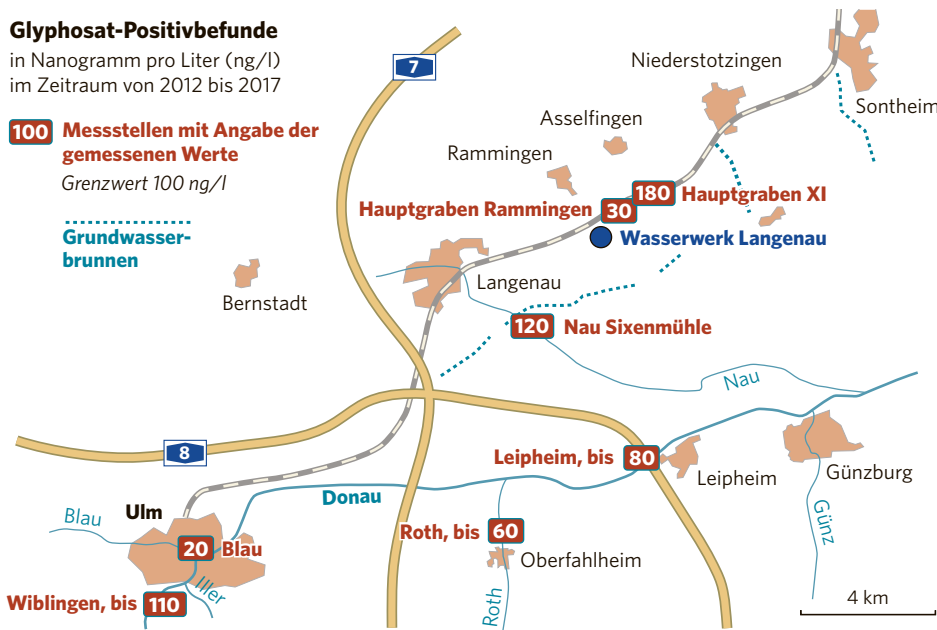 Glyphosat-Positivbefunde
in Nanogramm pro Liter (ng/l)
im Zeitraum von 2012 bis 2017
100 Messstellen mit Angabe der
gemessenen Werte
Grenzwert 100 ng/l
Grundwasser-
brunnen
7
Niederstotzingen
Sontheim
Asselfingen
Rammingen
180 Hauptgraben XI
Hauptgraben Rammingen 30
Wasserwerk Langenau
Langenau
Bernstadt
120 Nau Sixenmühle
Nau
8
Leipheim, bis 80
Leipheim
Günzburg
Donau
Günz
Ulm
Blau
20 Blau
Roth, bis 60
Oberfahlheim
Roth
Iller
Wiblingen, bis 110
4 km